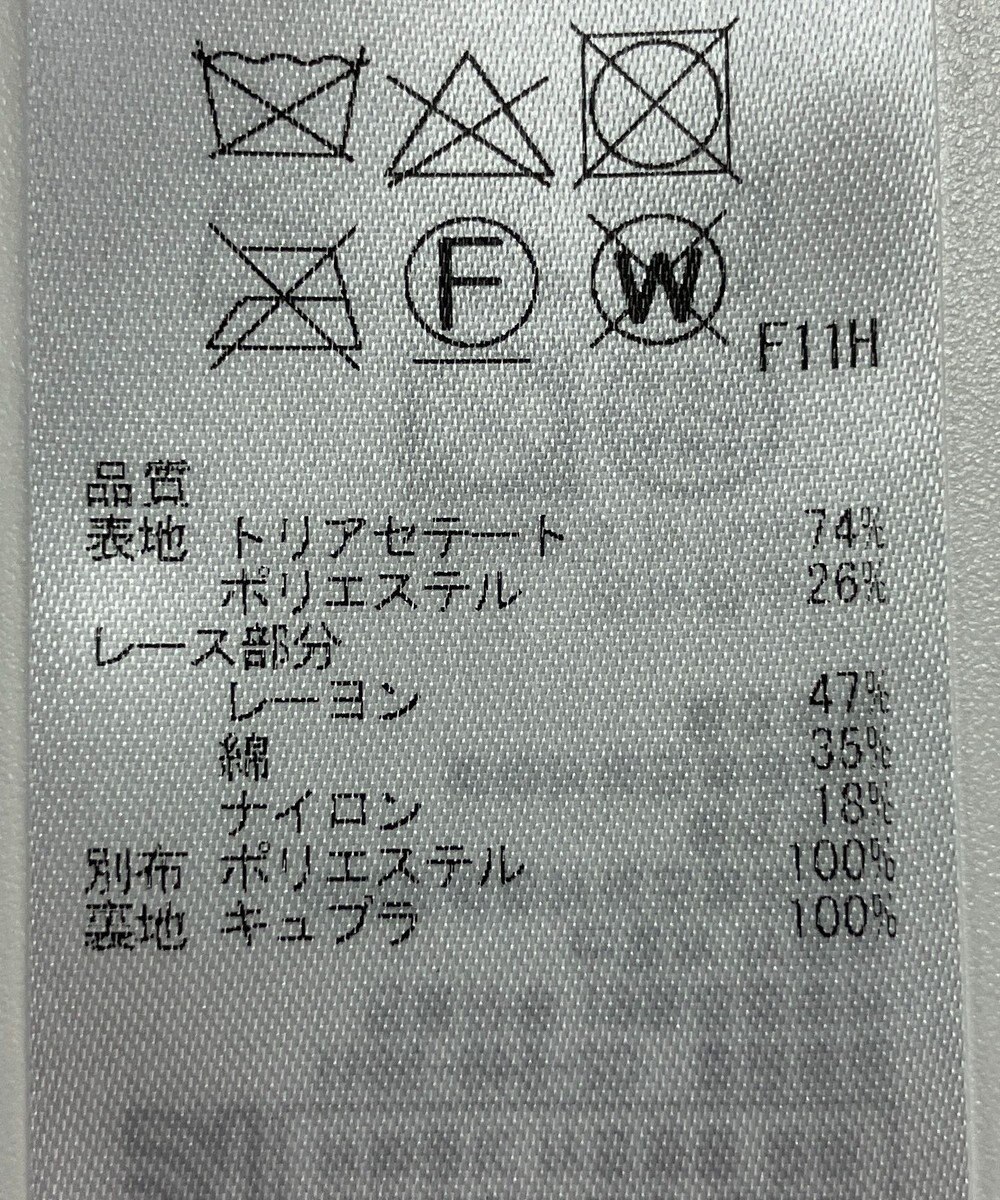 F W F11H
品質
表地 トリアセテート 74%
ポリエステル 26%
レース部分
レーヨン 47%
綿 35%
ナイロン 18%
別布 ポリエステル 100%
裏地 キュプラ 100%